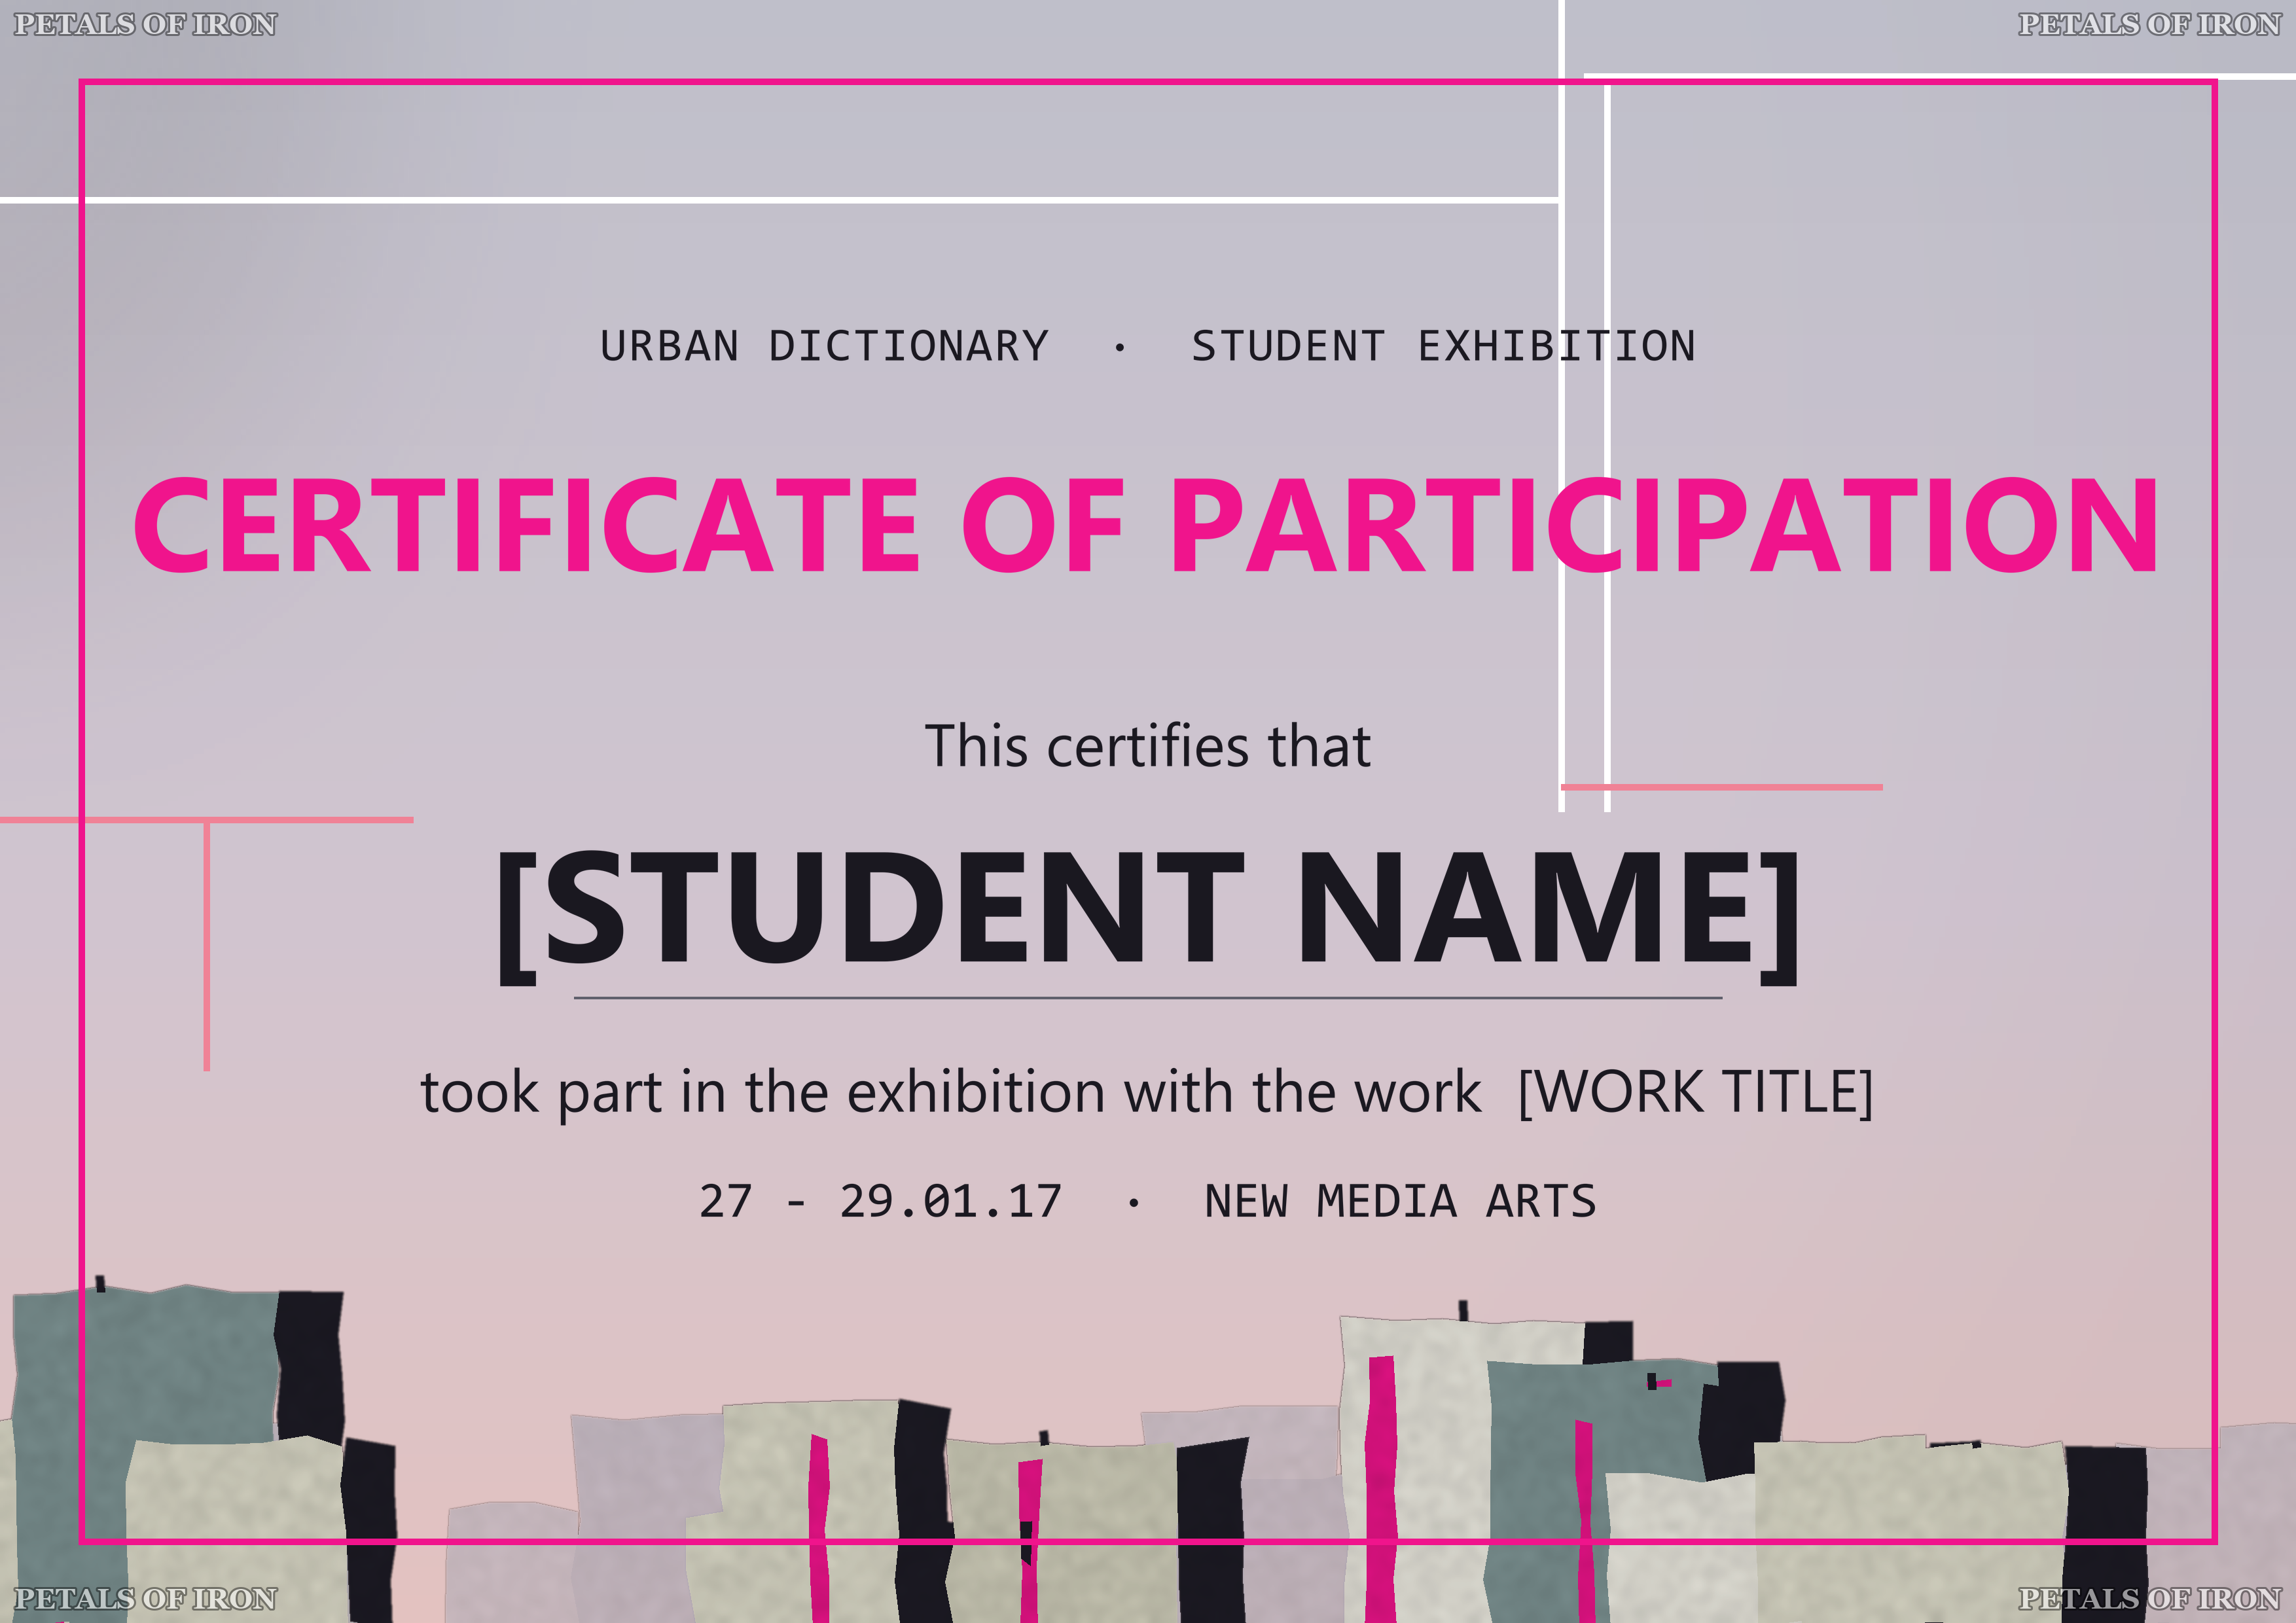 PETALS OF IRON PETALS OF IRON
URBAN DICTIONARY · STUDENT EXHIBITION
CERTIFICATE OF PARTICIPATION
This certifies that
[STUDENT NAME]
took part in the exhibition with the work [WORK TITLE]
27 - 29.01.17 · NEW MEDIA ARTS
PETALS OF IRON PETALS OF IRON